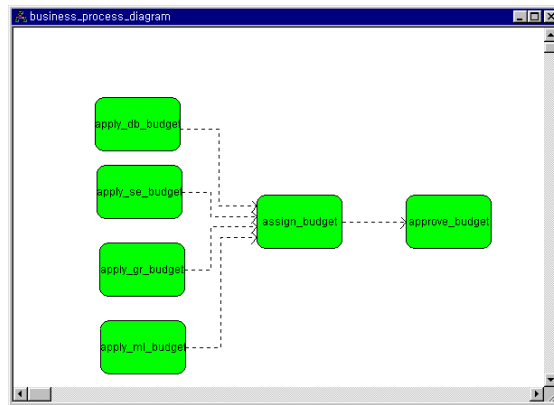 business_process_diagram
apply_db_budget
apply_se_budget
assign_budget
approve_budget
apply_gr_budget
apply_ml_budget